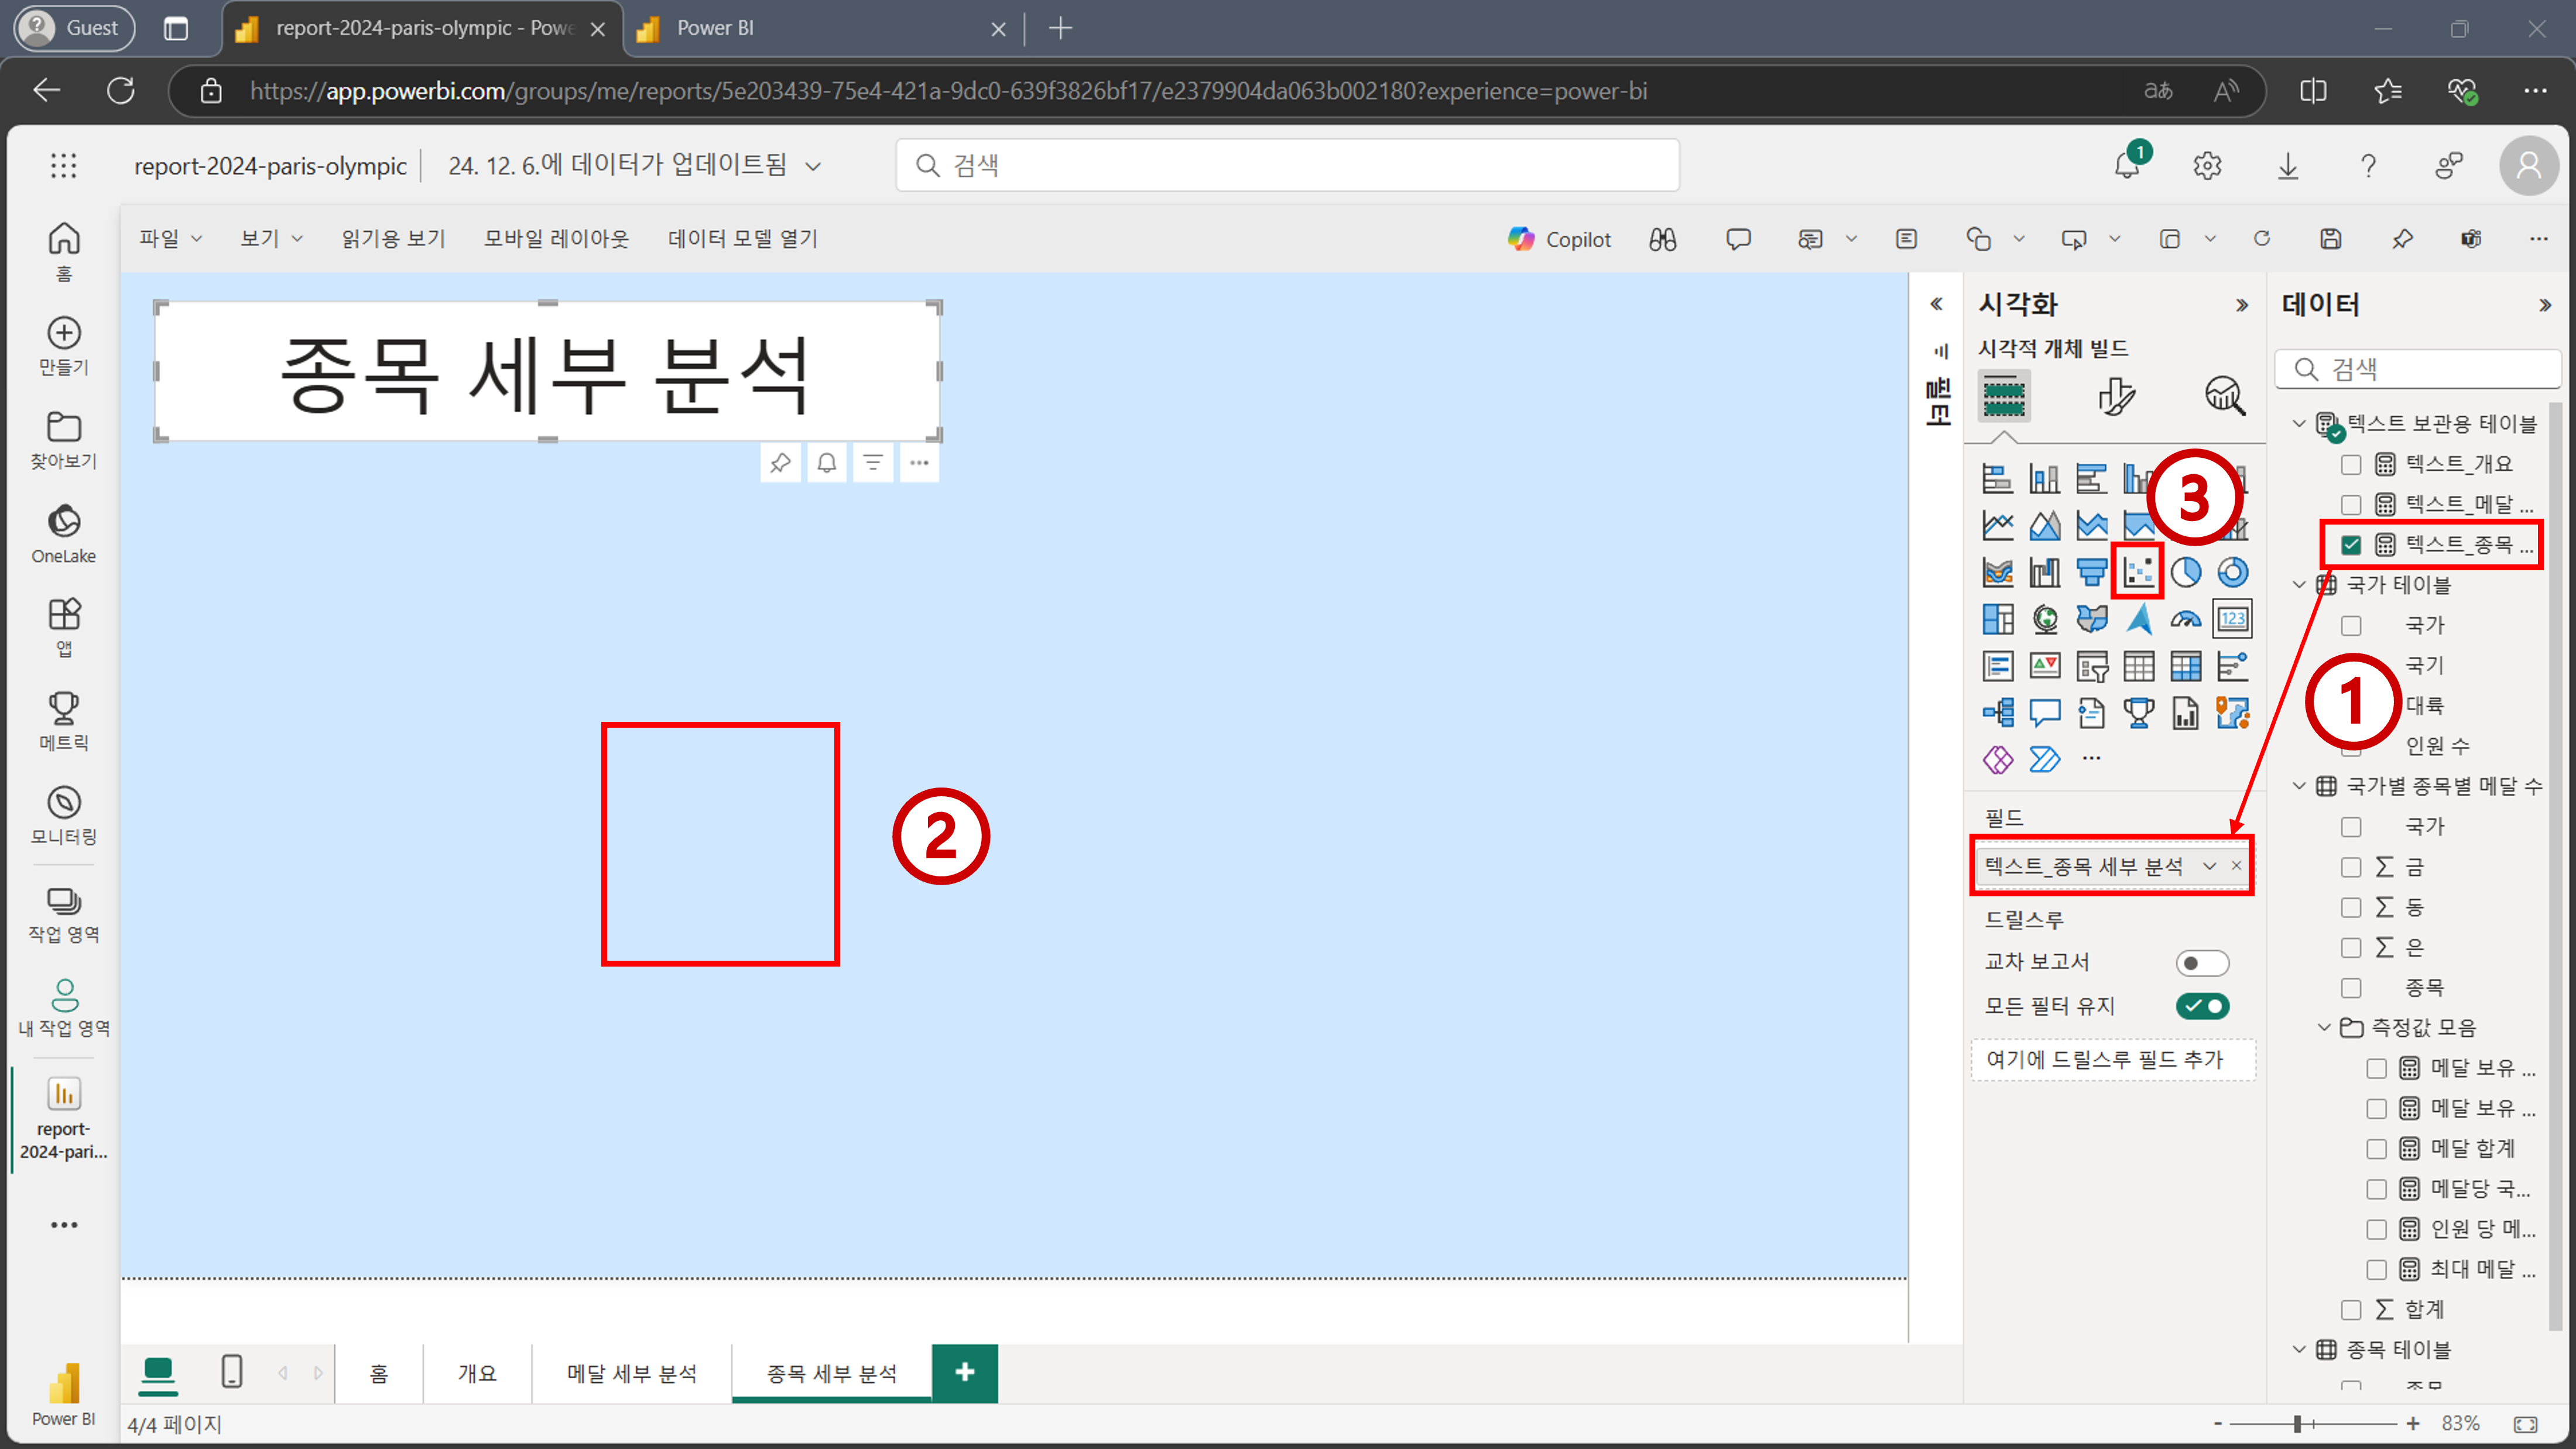 Guest
report-2024-paris-olympic - Powe
Power BI
https://app.powerbi.com/groups/me/reports/5e203439-75e4-421a-9dc0-639f3826bf17/e2379904da063b002180?experience=power-bi
report-2024-paris-olympic
24. 12. 6.에 데이터가 업데이트됨
검색
1
파일
보기
읽기용 보기
모바일 레이아웃
데이터 모델 열기
Copilot
홈
만들기
찾아보기
OneLake
앱
메트릭
모니터링
작업 영역
내 작업 영역
report-
2024-pari...
Power BI
종목 세부 분석
②
필터
시각화
시각적 개체 빌드
③
123
필드
텍스트_종목 세부 분석
드릴스루
교차 보고서
모든 필터 유지
여기에 드릴스루 필드 추가
데이터
검색
텍스트 보관용 테이블
텍스트_개요
텍스트_메달 ...
텍스트_종목 ...
국가 테이블
국가
국기
①
대륙
인원 수
국가별 종목별 메달 수
국가
∑ 금
∑ 동
∑ 은
종목
측정값 모음
메달 보유 ...
메달 보유 ...
메달 합계
메달당 국...
인원 당 메...
최대 메달 ...
∑ 합계
종목 테이블
홈
개요
메달 세부 분석
종목 세부 분석
4/4 페이지
83%